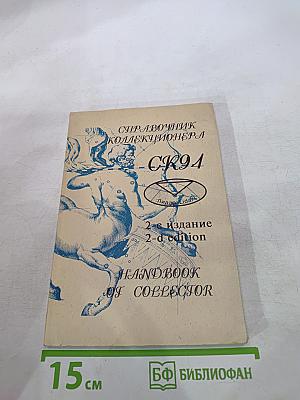 СПРАВОЧНИК
КОЛЛЕКЦИОНЕРА
СК91
2-е издание
2-d edition
HANDBOOK
OF COLLECTOR
15 см
БФ БИБЛИОФАН